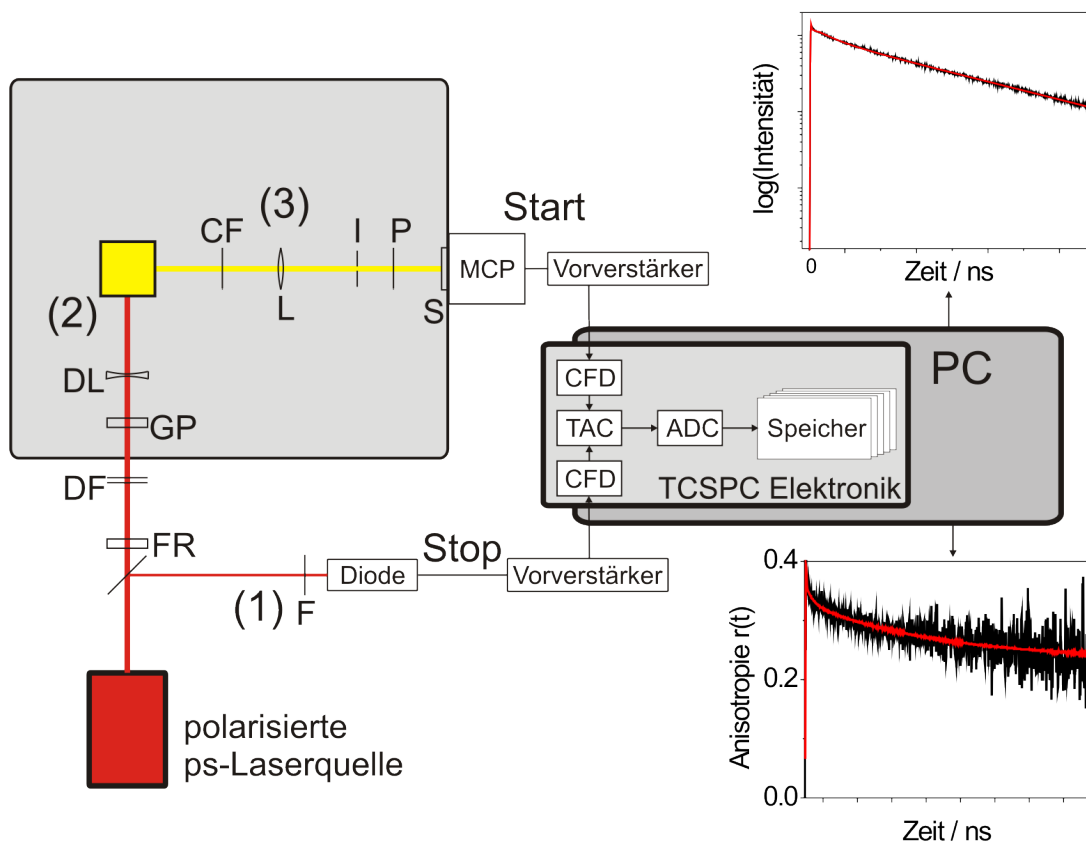 (3)
CF
I
P
L
S
(2)
DL
GP
DF
FR
(1)
F
Start
MCP
Vorverstärker
Stop
Diode
Vorverstärker
polarisierte
ps-Laserquelle
CFD
TAC
ADC
Speicher
CFD
TCSPC Elektronik
PC
log(Intensität)
0
Zeit / ns
0.4
0.2
0.0
Anisotropie r(t)
Zeit / ns